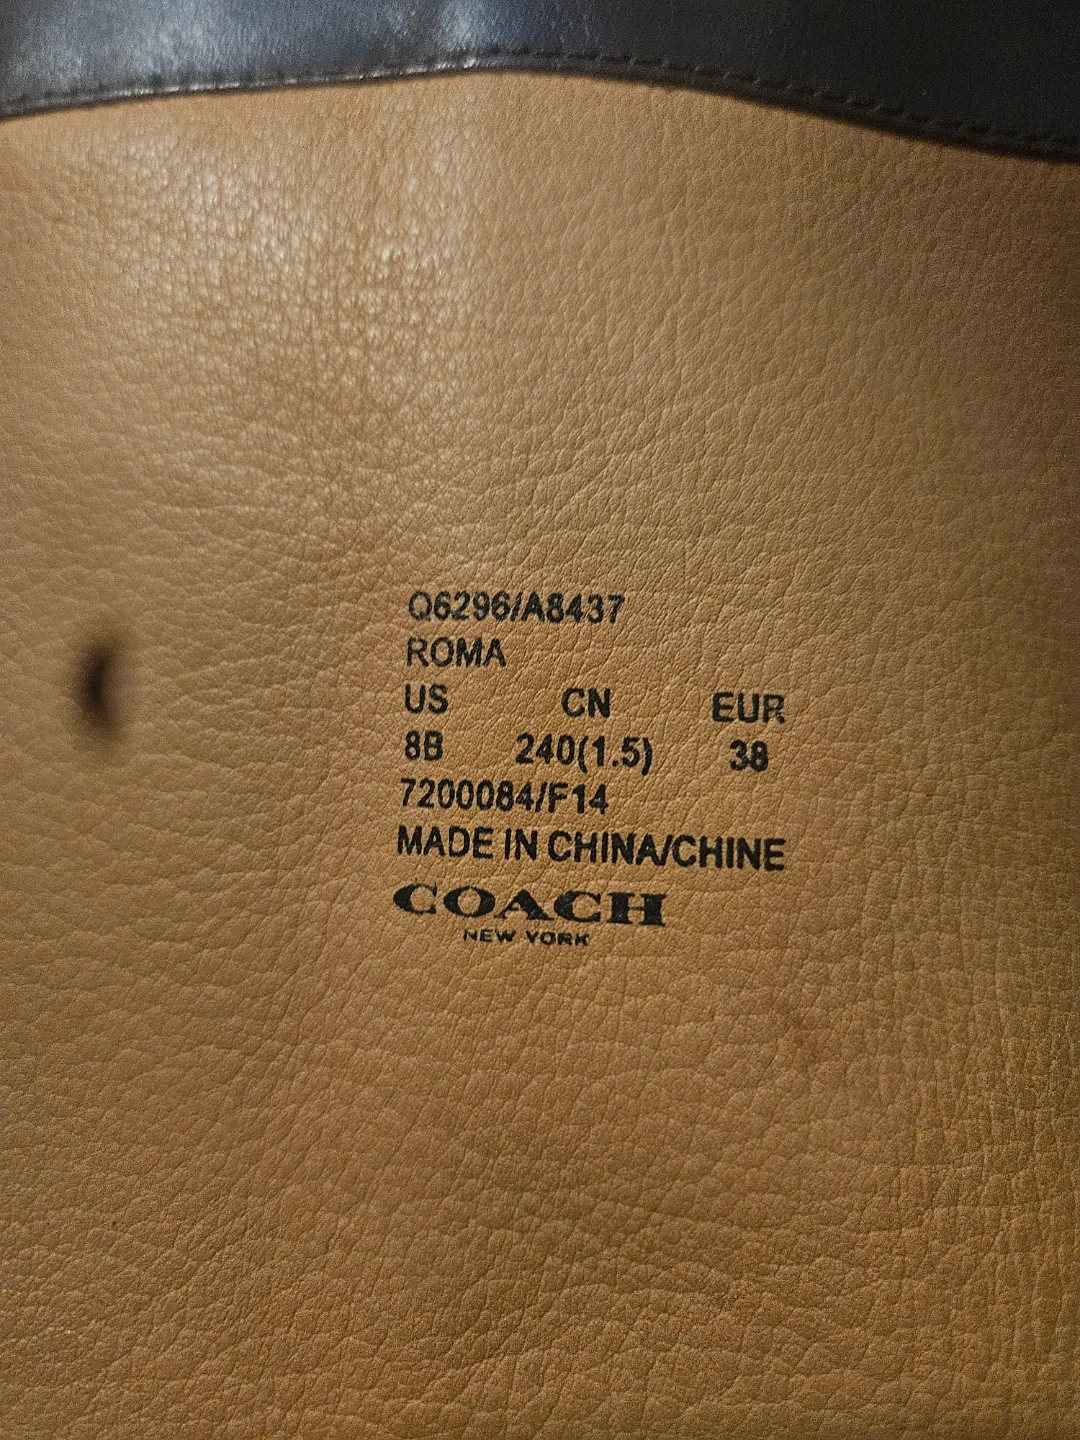 Q6296/A8437
ROMA
US CN EUR
8B 240(1.5) 38
7200084/F14
MADE IN CHINA/CHINE
COACH
NEW YORK